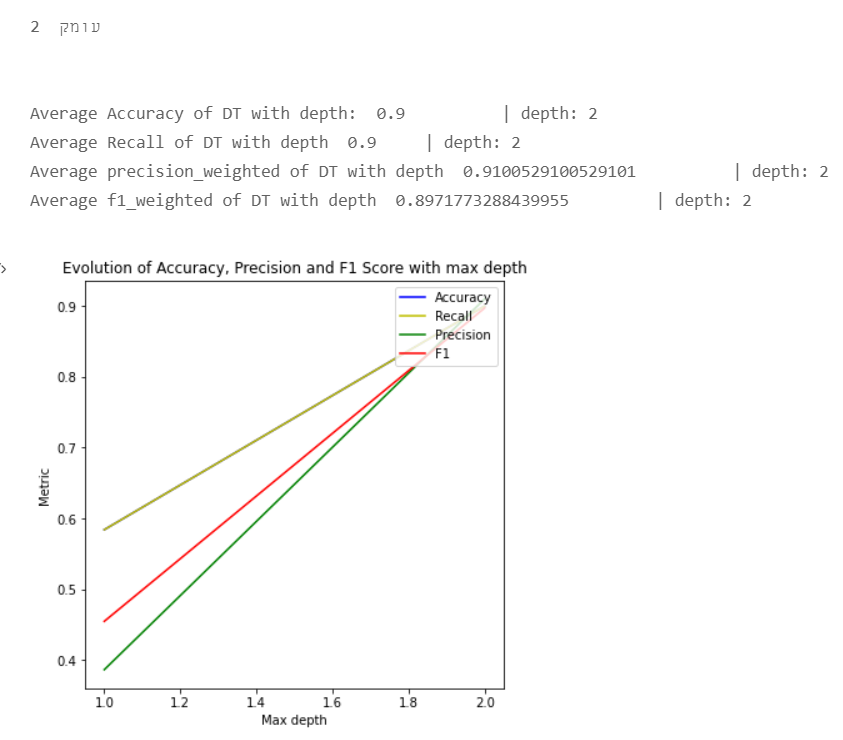 עומק 2
Average Accuracy of DT with depth: 0.9 | depth: 2
Average Recall of DT with depth 0.9 | depth: 2
Average precision_weighted of DT with depth 0.9100529100529101 | depth: 2
Average f1_weighted of DT with depth 0.8971773288439955 | depth: 2
Evolution of Accuracy, Precision and F1 Score with max depth
Accuracy
Recall
Precision
F1
0.9
0.8
0.7
0.6
0.5
0.4
Metric
1.0 1.2 1.4 1.6 1.8 2.0
Max depth